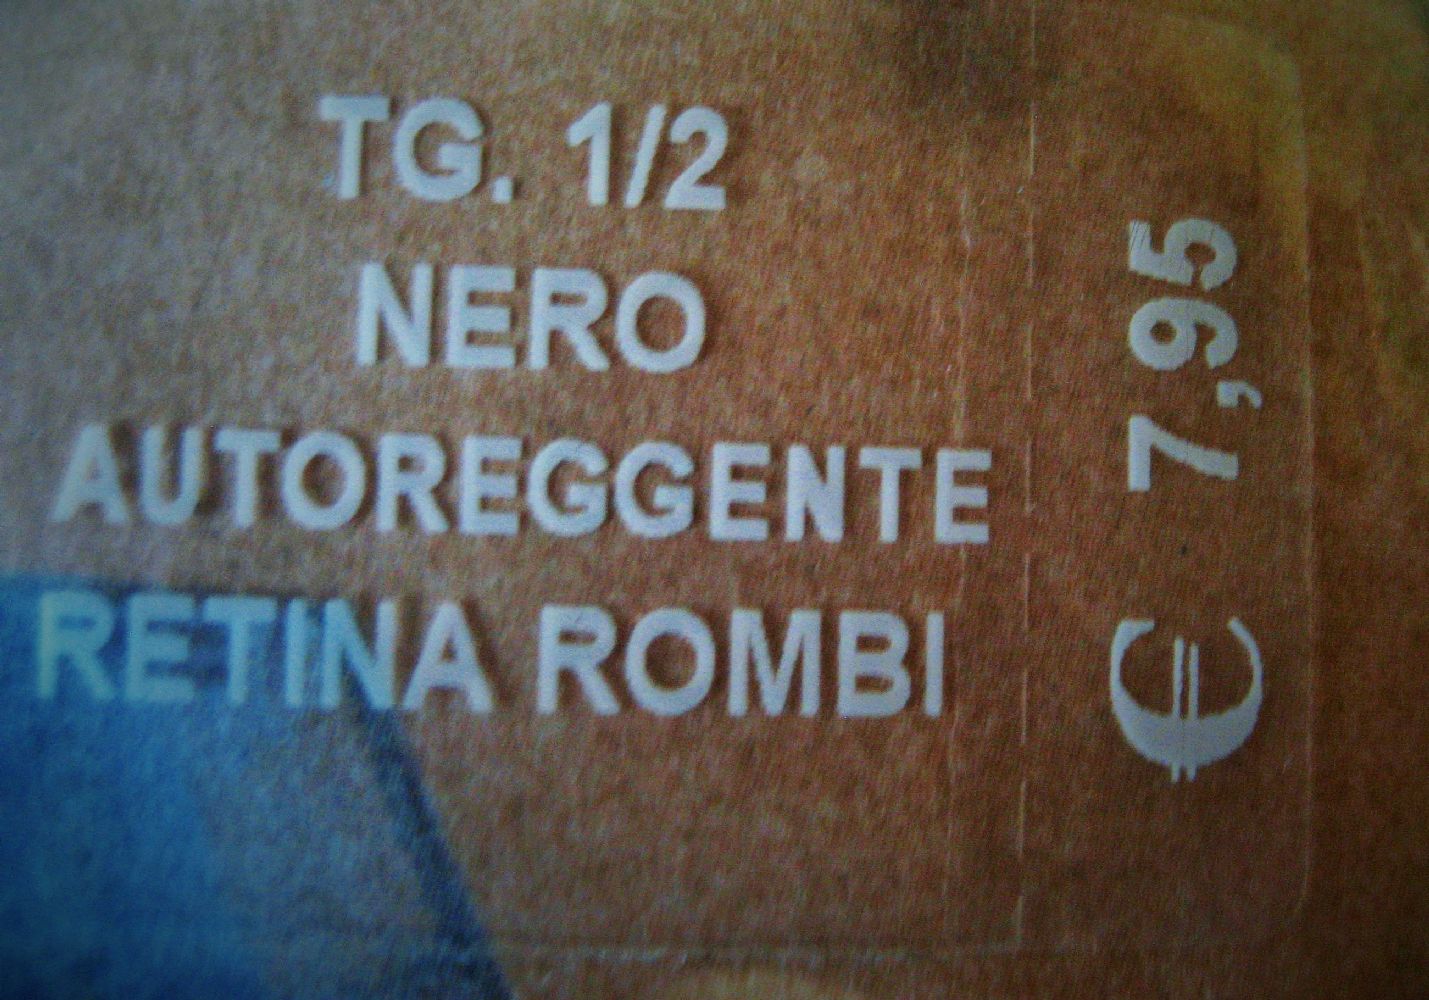 TG. 1/2
NERO
AUTOREGGENTE
RETINA ROMBI
€ 7,95